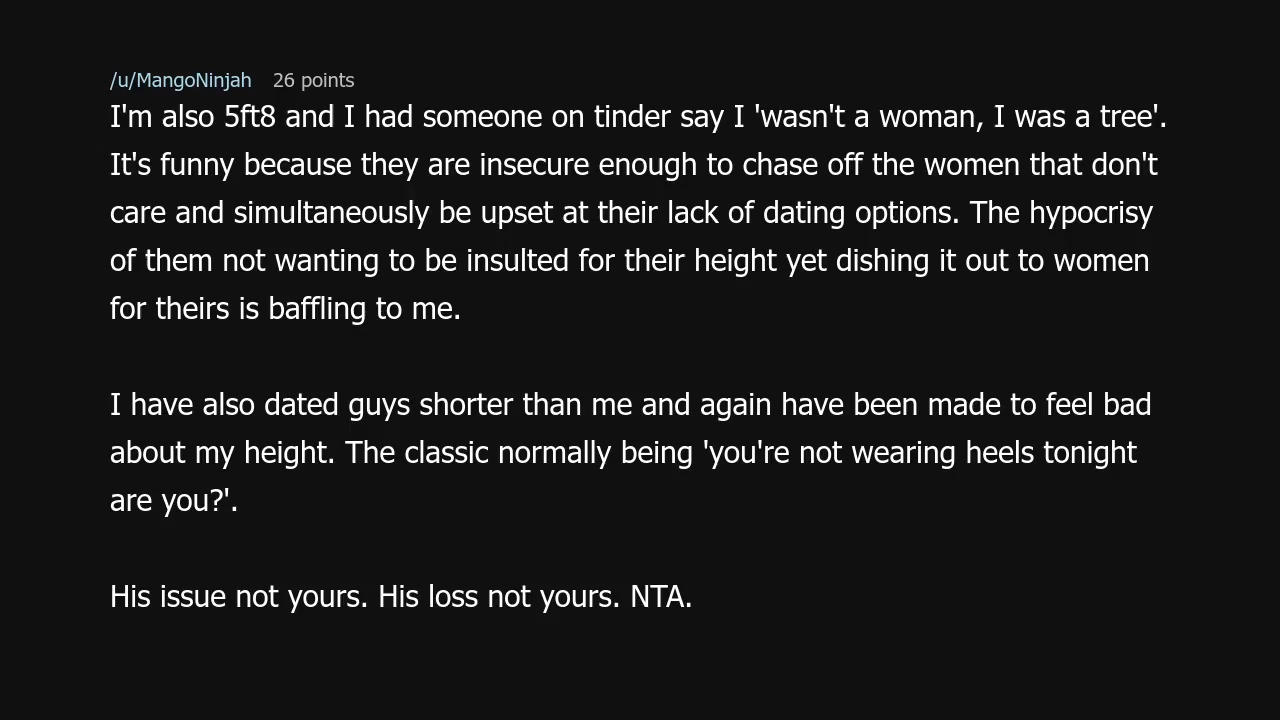 /u/MangoNinjah 26 points
I'm also 5ft8 and I had someone on tinder say I 'wasn't a woman, I was a tree'.
It's funny because they are insecure enough to chase off the women that don't
care and simultaneously be upset at their lack of dating options. The hypocrisy
of them not wanting to be insulted for their height yet dishing it out to women
for theirs is baffling to me.
I have also dated guys shorter than me and again have been made to feel bad
about my height. The classic normally being 'you're not wearing heels tonight
are you?'.
His issue not yours. His loss not yours. NTA.